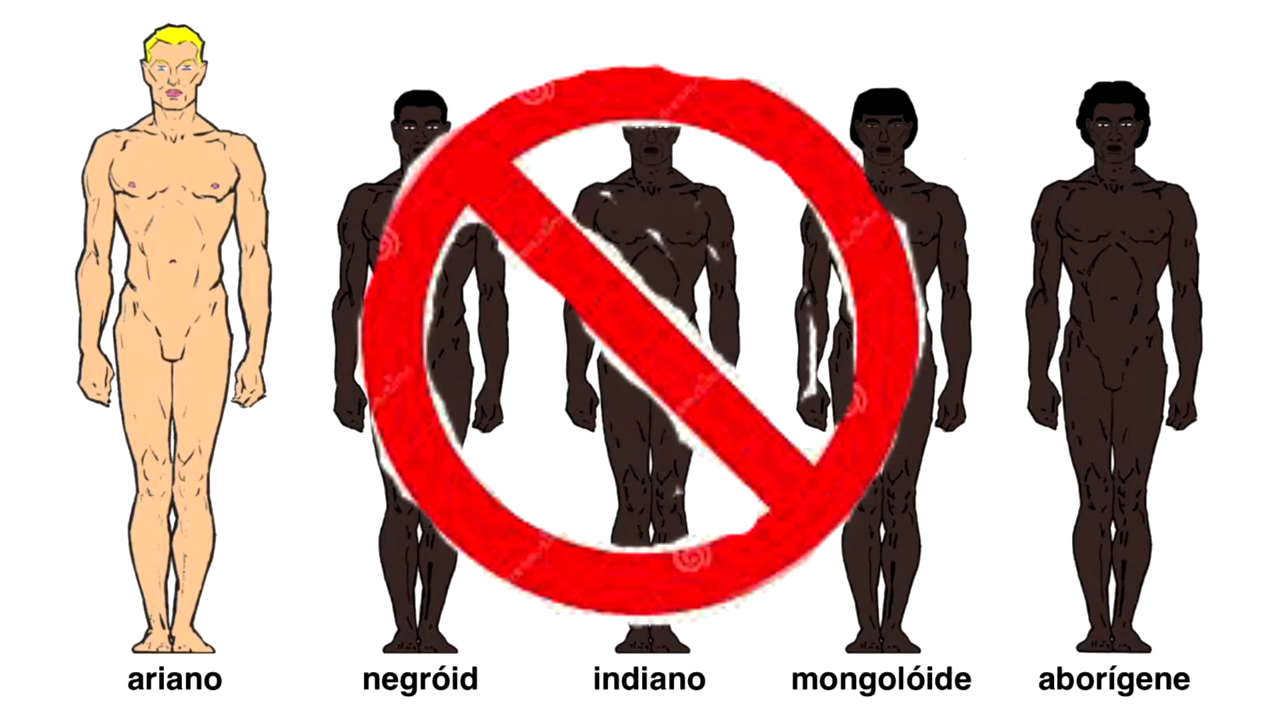 ariano
negróid
indiano
mongolóide
aborígene